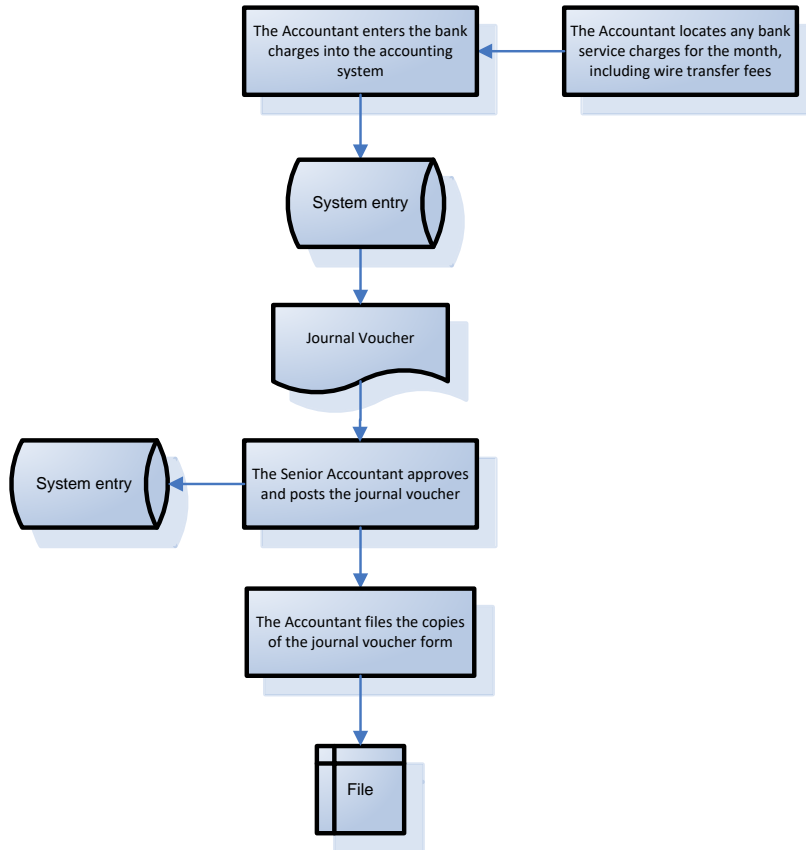 The Accountant enters the bank
charges into the accounting
system
The Accountant locates any bank
service charges for the month,
including wire transfer fees
System entry
Journal Voucher
System entry
The Senior Accountant approves
and posts the journal voucher
The Accountant files the copies
of the journal voucher form
File